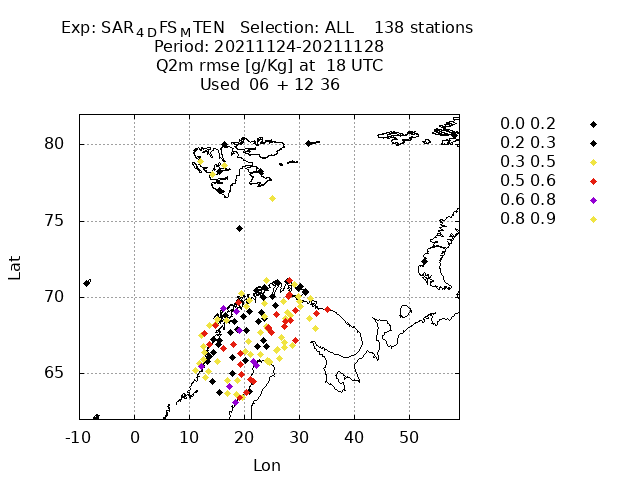 Exp: SAR4DFSMTEN Selection: ALL 138 stations
Period: 20211124-20211128
Q2m rmse [g/Kg] at 18 UTC
Used 06 + 12 36
0.0 0.2
0.2 0.3
0.3 0.5
0.5 0.6
0.6 0.8
0.8 0.9
80
75
70
65
Lat
-10 0 10 20 30 40 50
Lon